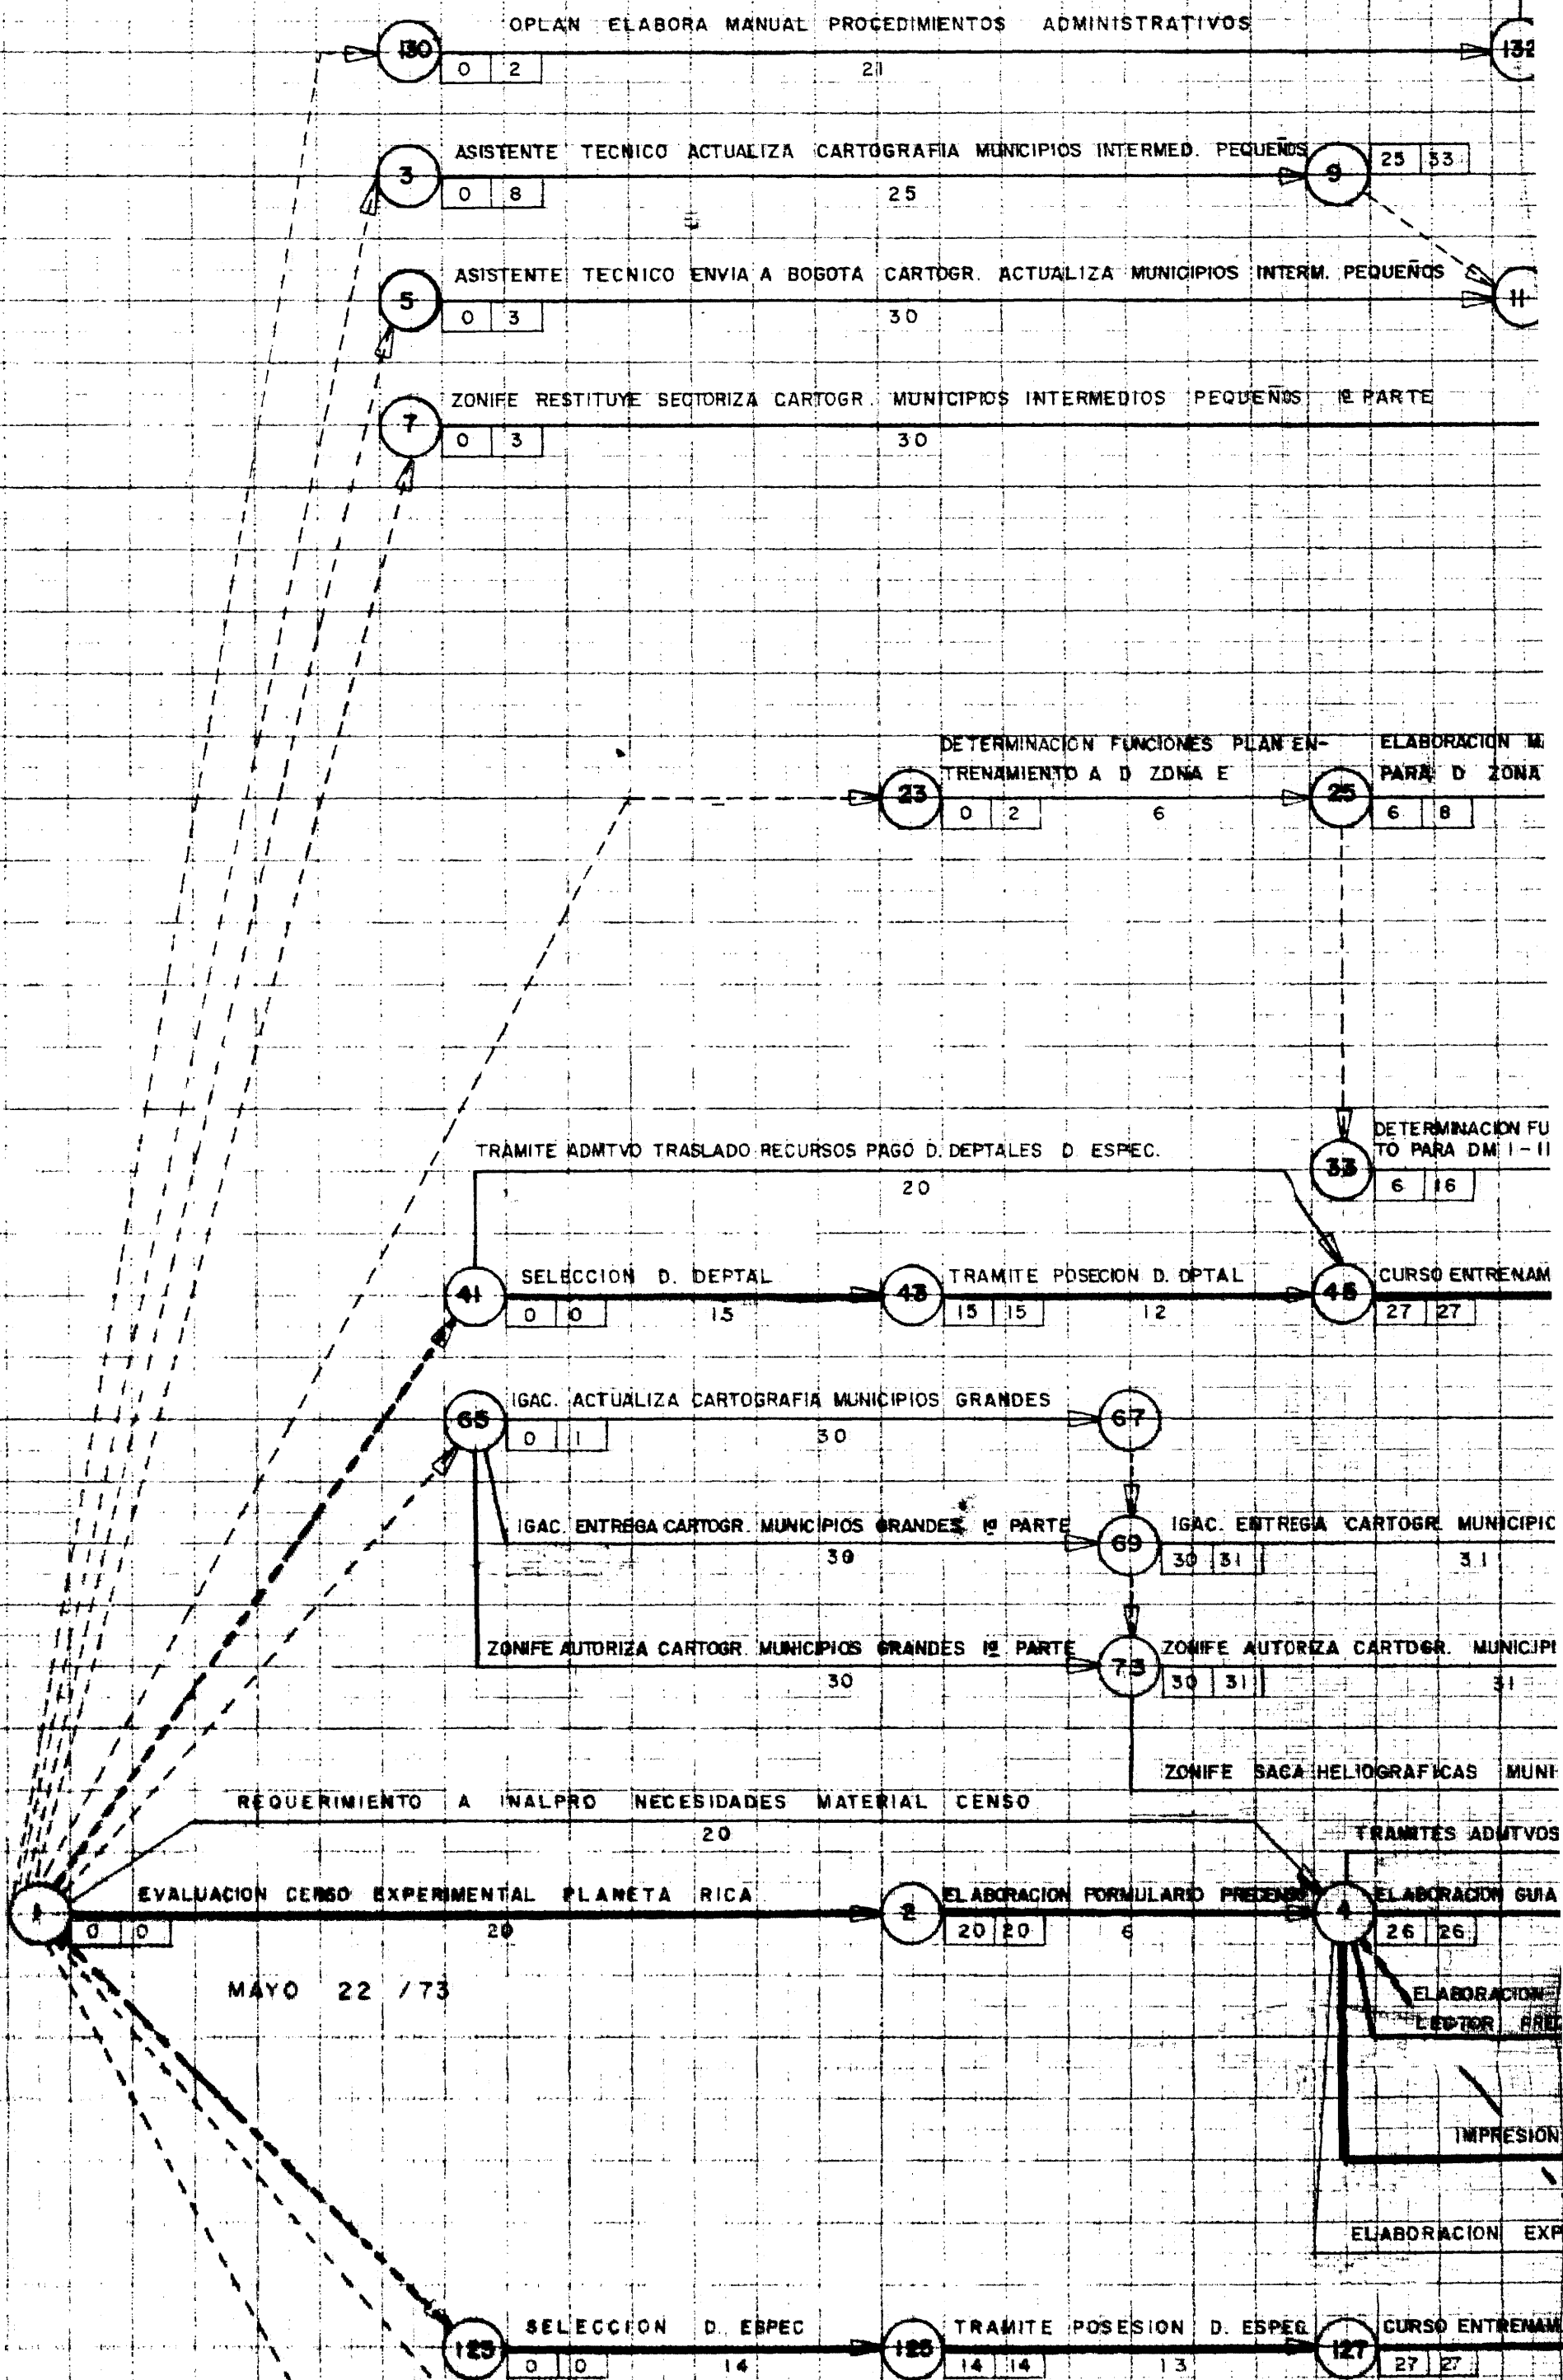 OPLAN ELABORA MANUAL PROCEDIMIENTOS ADMINISTRATIVOS
130
132
0 2
21
ASISTENTE TECNICO ACTUALIZA CARTOGRAFIA MUNICIPIOS INTERMED. PEQUEÑOS
3
9
25 33
0 8
25
ASISTENTE TECNICO ENVIA A BOGOTA CARTOGR. ACTUALIZA MUNICIPIOS INTERM. PEQUEÑOS
5
11
0 3
30
ZONIFE RESTITUYE SECTORIZA CARTOGR. MUNICIPIOS INTERMEDIOS PEQUEÑOS 1ª PARTE
7
0 3
30
DETERMINACION FUNCIONES PLAN EN-
TRENAMIENTO A D ZONA E
ELABORACION M
PARA D ZONA
23
25
0 2
6
6 8
DETERMINACION FU
TO PARA DM I-II
TRAMITE ADMTVO TRASLADO RECURSOS PAGO D. DEPTALES D ESPEC.
33
20
6 16
SELECCION D. DEPTAL
TRAMITE POSECION D. DPTAL
CURSO ENTRENAM
41
43
45
0 0
15
15 15
12
27 27
IGAC. ACTUALIZA CARTOGRAFIA MUNICIPIOS GRANDES
65
67
0 1
30
IGAC. ENTREGA CARTOGR. MUNICIPIOS GRANDES 1ª PARTE
IGAC. ENTREGA CARTOGR. MUNICIPIO
69
30
30 31
31
ZONIFE AUTORIZA CARTOGR. MUNICIPIOS GRANDES 1ª PARTE
ZONIFE AUTORIZA CARTOGR. MUNICIPI
73
30
30 31
31
ZONIFE SACA HELIOGRAFICAS MUNI
REQUERIMIENTO A INALPRO NECESIDADES MATERIAL CENSO
20
TRAMITES ADMTVOS
EVALUACION CENSO EXPERIMENTAL PLANETA RICA
ELABORACION FORMULARIO PRECENSO
ELABORACION GUIA
1
2
4
0 0
20
20 20
6
26 26
MAYO 22 / 73
ELABORACION
LECTOR PRE
IMPRESION
ELABORACION EXP
SELECCION D. ESPEC
TRAMITE POSESION D. ESPEC
CURSO ENTRENAM
127
0 0
14
14 14
13
27 27